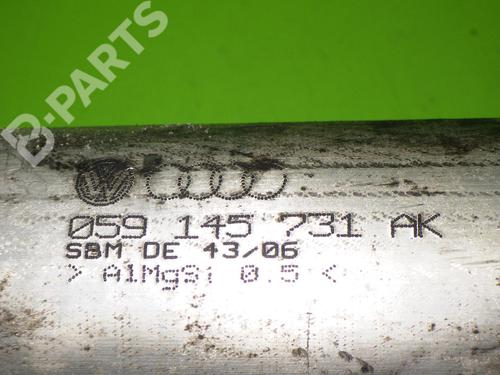 B-PARTS
059 145 731 AK
SBM DE 43/06
> AlMgSi 0.5 <